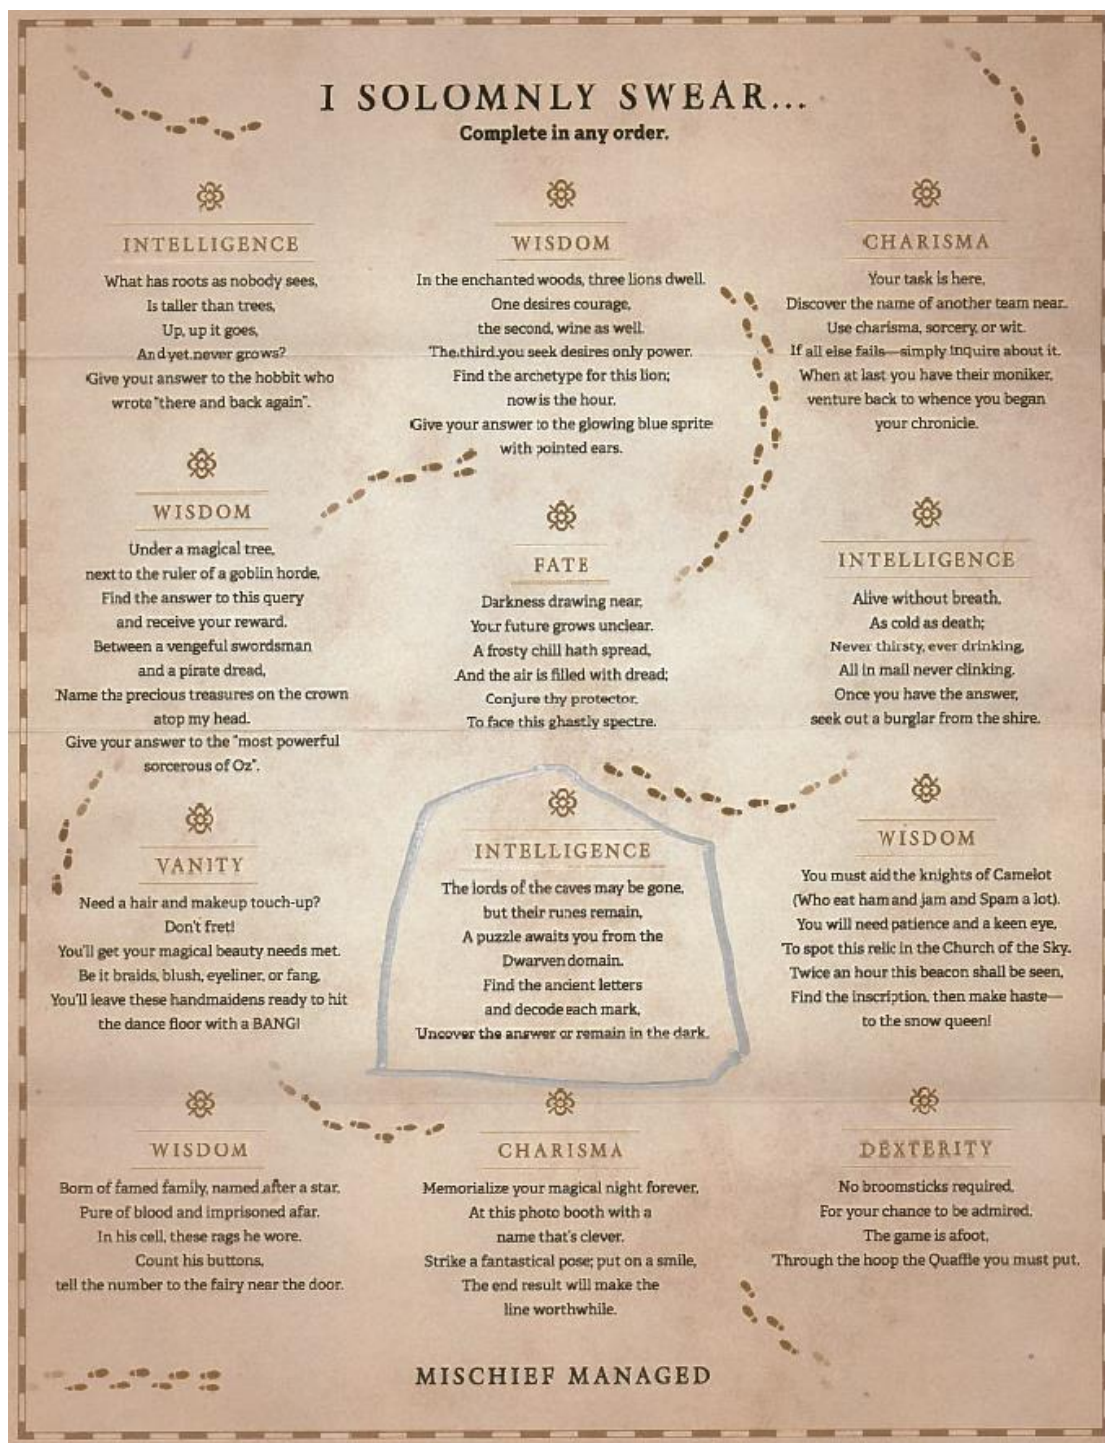 I SOLOMNLY SWEAR...
Complete in any order.
INTELLIGENCE
What has roots as nobody sees,
Is taller than trees,
Up, up it goes,
And yet never grows?
Give your answer to the hobbit who
wrote "there and back again".
WISDOM
In the enchanted woods, three lions dwell.
One desires courage,
the second, wine as well.
The third you seek desires only power.
Find the archetype for this lion;
now is the hour.
Give your answer to the glowing blue sprite
with pointed ears.
CHARISMA
Your task is here,
Discover the name of another team near.
Use charisma, sorcery, or wit.
If all else fails—simply inquire about it.
When at last you have their moniker,
venture back to whence you began
your chronicle.
WISDOM
Under a magical tree,
next to the ruler of a goblin horde,
Find the answer to this query
and receive your reward.
Between a vengeful swordsman
and a pirate dread,
Name the precious treasures on the crown
atop my head.
Give your answer to the "most powerful
sorcerous of Oz".
FATE
Darkness drawing near,
Your future grows unclear.
A frosty chill hath spread,
And the air is filled with dread;
Conjure thy protector,
To face this ghastly spectre.
INTELLIGENCE
Alive without breath,
As cold as death;
Never thirsty, ever drinking,
All in mail never clinking.
Once you have the answer,
seek out a burglar from the shire.
VANITY
Need a hair and makeup touch-up?
Don't fret!
You'll get your magical beauty needs met.
Be it braids, blush, eyeliner, or fang,
You'll leave these handmaidens ready to hit
the dance floor with a BANG!
INTELLIGENCE
The lords of the caves may be gone,
but their runes remain,
A puzzle awaits you from the
Dwarven domain.
Find the ancient letters
and decode each mark,
Uncover the answer or remain in the dark.
WISDOM
You must aid the knights of Camelot
(Who eat ham and jam and Spam a lot).
You will need patience and a keen eye,
To spot this relic in the Church of the Sky.
Twice an hour this beacon shall be seen,
Find the inscription, then make haste—
to the snow queen!
WISDOM
Born of famed family, named after a star,
Pure of blood and imprisoned afar.
In his cell, these rags he wore.
Count his buttons,
tell the number to the fairy near the door.
CHARISMA
Memorialize your magical night forever,
At this photo booth with a
name that's clever.
Strike a fantastical pose; put on a smile,
The end result will make the
line worthwhile.
DEXTERITY
No broomsticks required,
For your chance to be admired.
The game is afoot,
Through the hoop the Quaffle you must put.
MISCHIEF MANAGED